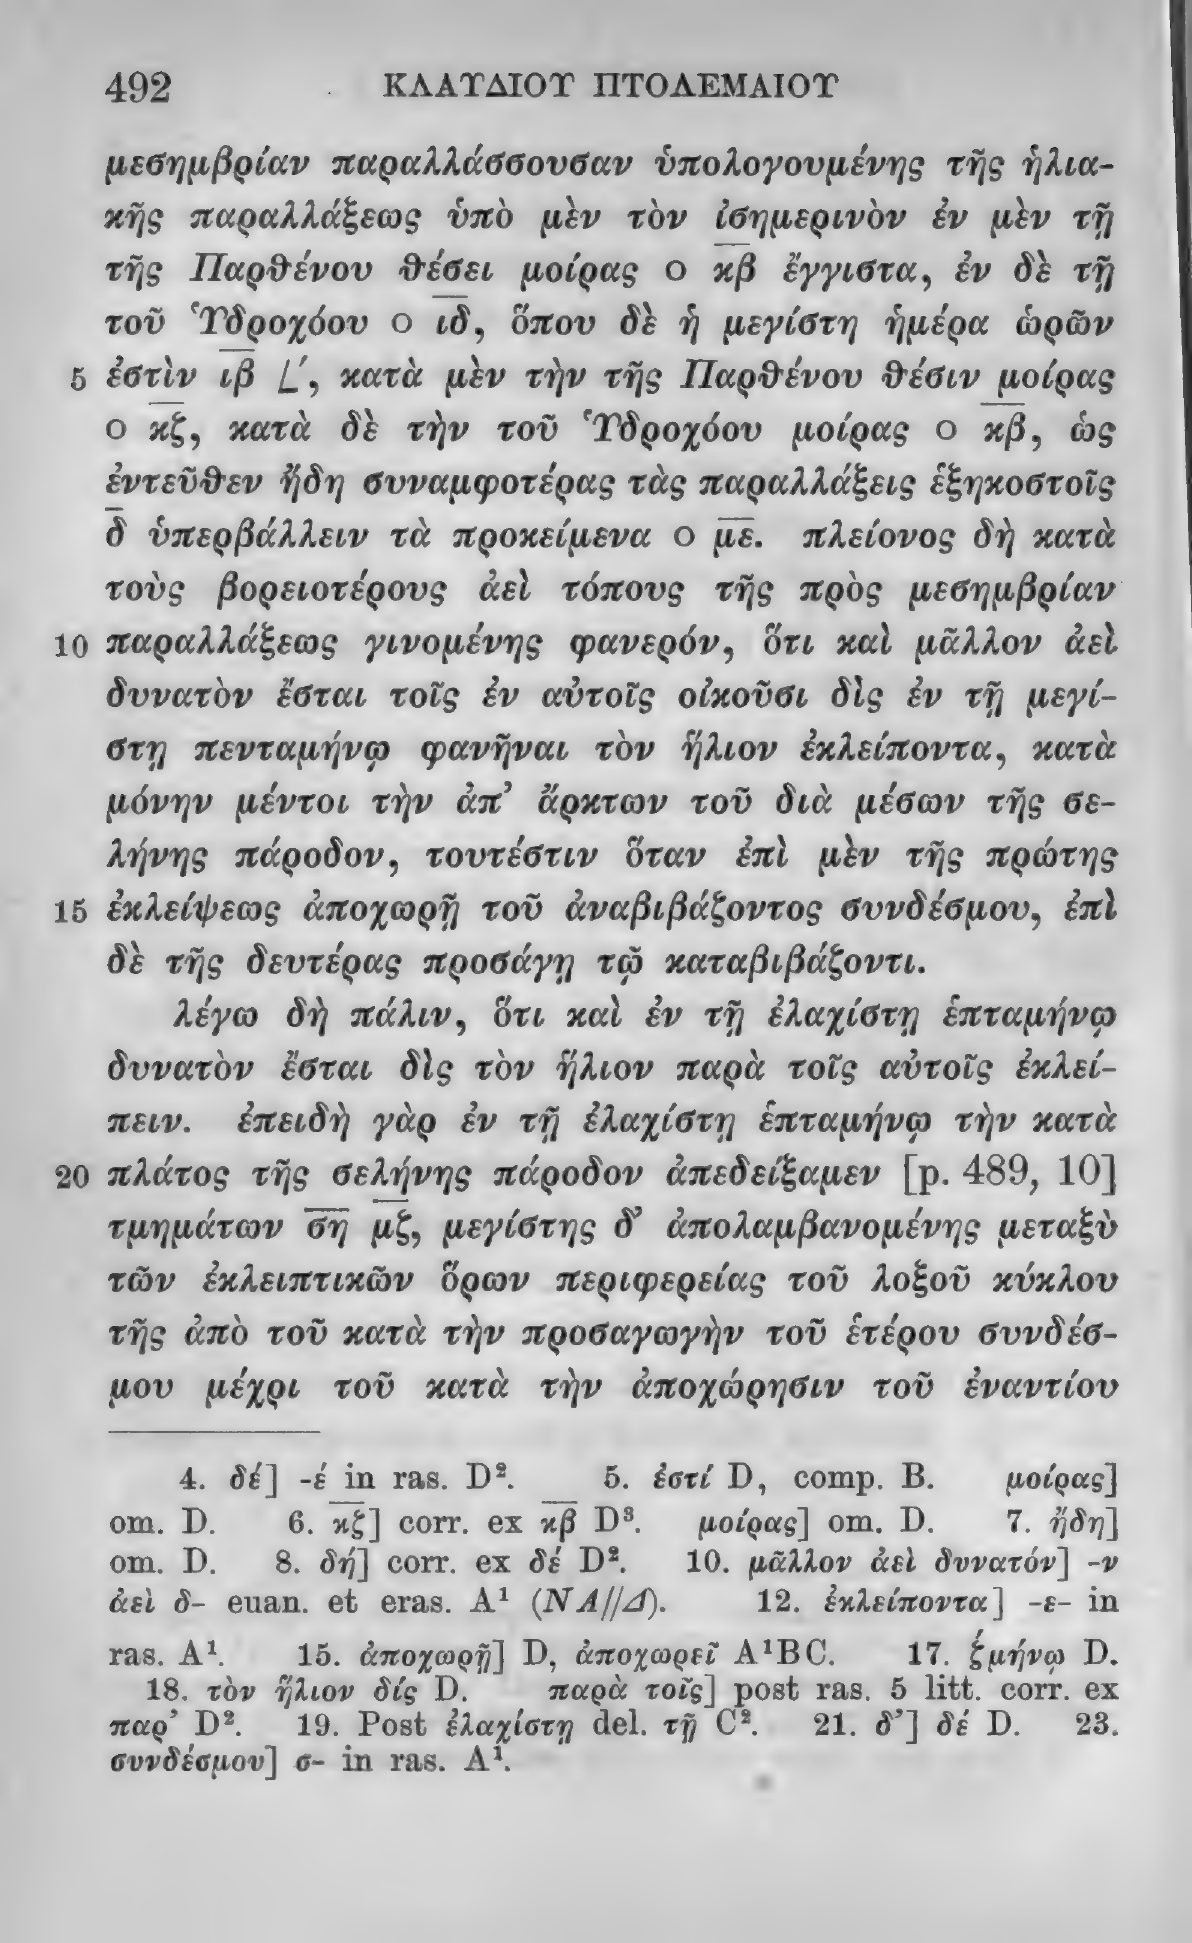 492 ΚΛΑΥΔΙΟΥ ΠΤΟΛΕΜΑΙΟΥ
μεσημβρίαν παραλλάσσουσαν ὑπολογουμένης τῆς ἡλια-
κῆς παραλλάξεως ὑπὸ μὲν τὸν ἰσημερινὸν ἐν μὲν τῇ
τῆς Παρθένου θέσει μοίρας ο κ̅β̅ ἔγγιστα, ἐν δὲ τῇ
τοῦ Ὑδροχόου ο ι̅δ̅, ὅπου δὲ ἡ μεγίστη ἡμέρα ὡρῶν
5 ἐστὶν ι̅β̅ L′, κατὰ μὲν τὴν τῆς Παρθένου θέσιν μοίρας
ο κ̅ζ̅, κατὰ δὲ τὴν τοῦ Ὑδροχόου μοίρας ο κ̅β̅, ὡς
ἐντεῦθεν ἤδη συναμφοτέρας τὰς παραλλάξεις ἑξηκοστοῖς
δ̅ ὑπερβάλλειν τὰ προκείμενα ο μ̅ε̅. πλείονος δὴ κατὰ
τοὺς βορειοτέρους ἀεὶ τόπους τῆς πρὸς μεσημβρίαν
10 παραλλάξεως γινομένης φανερόν, ὅτι καὶ μᾶλλον ἀεὶ
δυνατὸν ἔσται τοῖς ἐν αὐτοῖς οἰκοῦσι δὶς ἐν τῇ μεγί-
στῃ πενταμήνῳ φανῆναι τὸν ἥλιον ἐκλείποντα, κατὰ
μόνην μέντοι τὴν ἀπ’ ἄρκτων τοῦ διὰ μέσων τῆς σε-
λήνης πάροδον, τουτέστιν ὅταν ἐπὶ μὲν τῆς πρώτης
15 ἐκλείψεως ἀποχωρῇ τοῦ ἀναβιβάζοντος συνδέσμου, ἐπὶ
δὲ τῆς δευτέρας προσάγῃ τῷ καταβιβάζοντι.
λέγω δὴ πάλιν, ὅτι καὶ ἐν τῇ ἐλαχίστῃ ἑπταμήνῳ
δυνατὸν ἔσται δὶς τὸν ἥλιον παρὰ τοῖς αὐτοῖς ἐκλεί-
πειν. ἐπειδὴ γὰρ ἐν τῇ ἐλαχίστῃ ἑπταμήνῳ τὴν κατὰ
20 πλάτος τῆς σελήνης πάροδον ἀπεδείξαμεν [p. 489, 10]
τμημάτων σ̅η̅ μ̅ζ̅, μεγίστης δ’ ἀπολαμβανομένης μεταξὺ
τῶν ἐκλειπτικῶν ὅρων περιφερείας τοῦ λοξοῦ κύκλου
τῆς ἀπὸ τοῦ κατὰ τὴν προσαγωγὴν τοῦ ἑτέρου συνδέσ-
μου μέχρι τοῦ κατὰ τὴν ἀποχώρησιν τοῦ ἐναντίου
4. δέ] -έ in ras. D². 5. ἐστί D, comp. B. μοίρας]
om. D. 6. κ̅ζ̅] corr. ex κ̅β̅ D³. μοίρας] om. D. 7. ἤδη]
om. D. 8. δή] corr. ex δέ D². 10. μᾶλλον ἀεὶ δυνατόν] -ν
ἀεὶ δ- euan. et eras. A¹ (ΝΑ//Δ). 12. ἐκλείποντα] -ε- in
ras. A¹. 15. ἀποχωρῇ] D, ἀποχωρεῖ A¹BC. 17. ζ́μήνῳ D.
18. τὸν ἥλιον δίς D. παρὰ τοῖς] post ras. 5 litt. corr. ex
παρ’ D². 19. Post ἐλαχίστῃ del. τῇ C². 21. δ’] δέ D. 23.
συνδέσμου] σ- in ras. A¹.